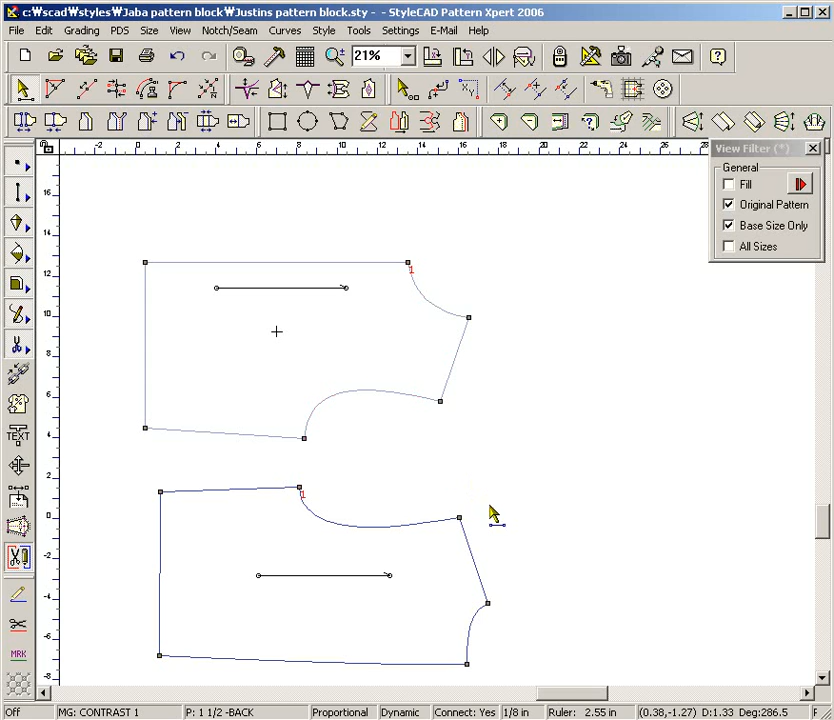 c:₩scad₩styles₩Jaba pattern block₩Justins pattern block.sty - - StyleCAD Pattern Xpert 2006
File Edit Grading PDS Size View Notch/Seam Curves Style Tools Settings E-Mail Help
21%
-2 0 2 4 6 8 10 12 14 16 18 20 22 24 26 28
View Filter (*)
General
Fill
Original Pattern
Base Size Only
All Sizes
16
14
12
10
8
6
4
2
0
-2
-4
-6
-8
1
1
TEXT
MRK
Off MG: CONTRAST 1 P: 1 1/2 -BACK Proportional Dynamic Connect: Yes 1/8 in Ruler: 2.55 in (0.38,-1.27) D:1.33 Deg:286.5 F